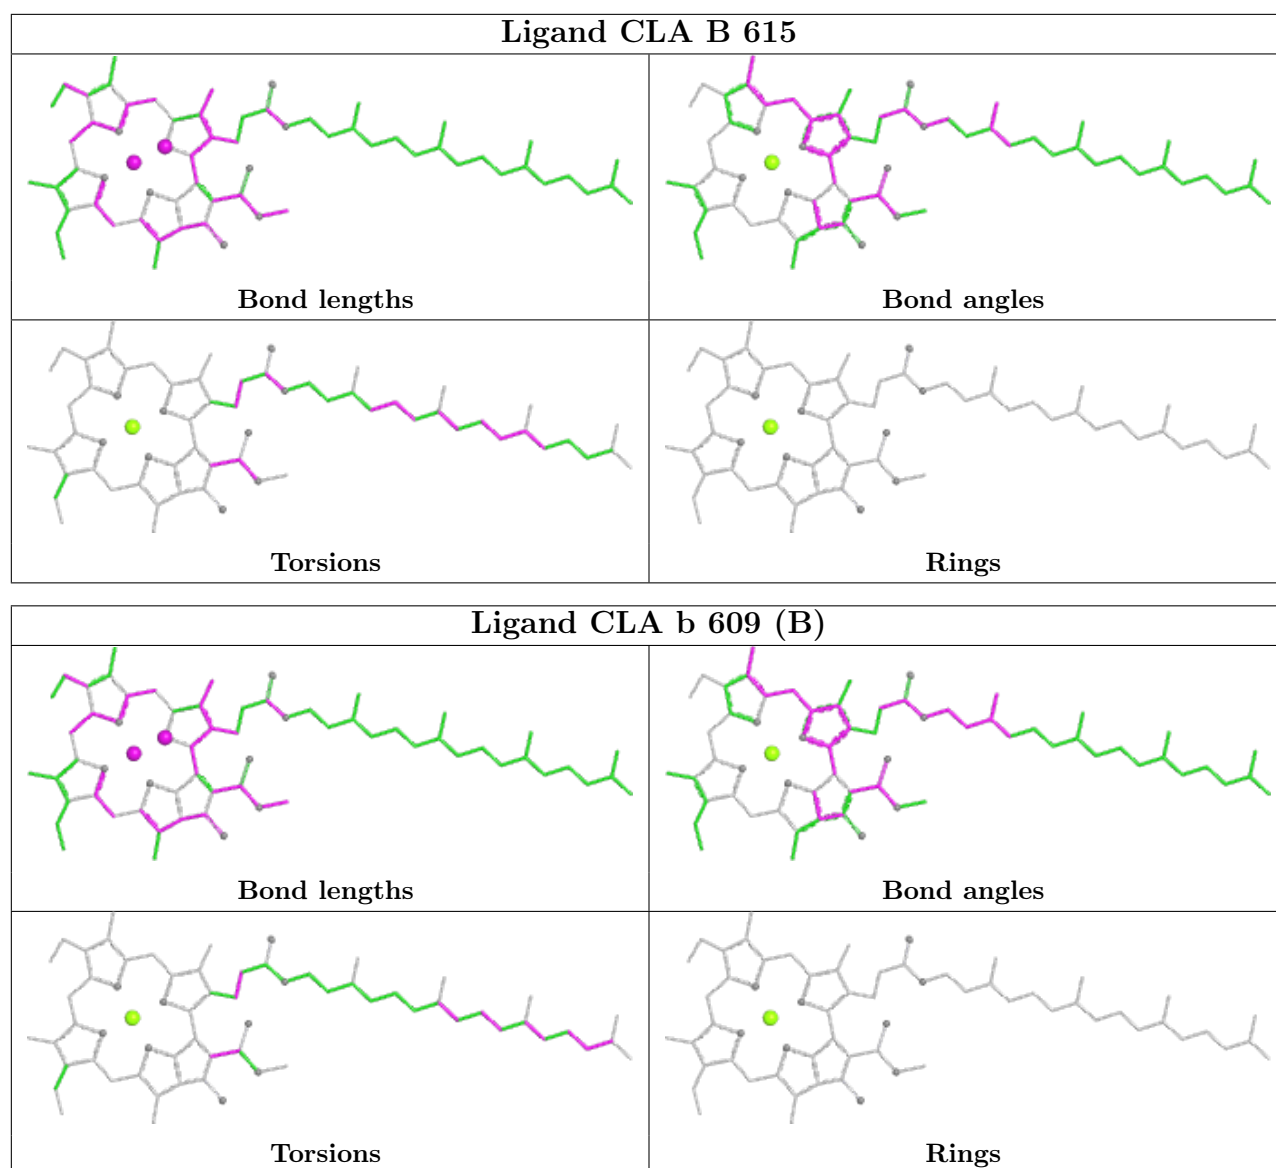 Ligand CLA B 615
Bond lengths
Bond angles
Torsions
Rings
Ligand CLA b 609 (B)
Bond lengths
Bond angles
Torsions
Rings